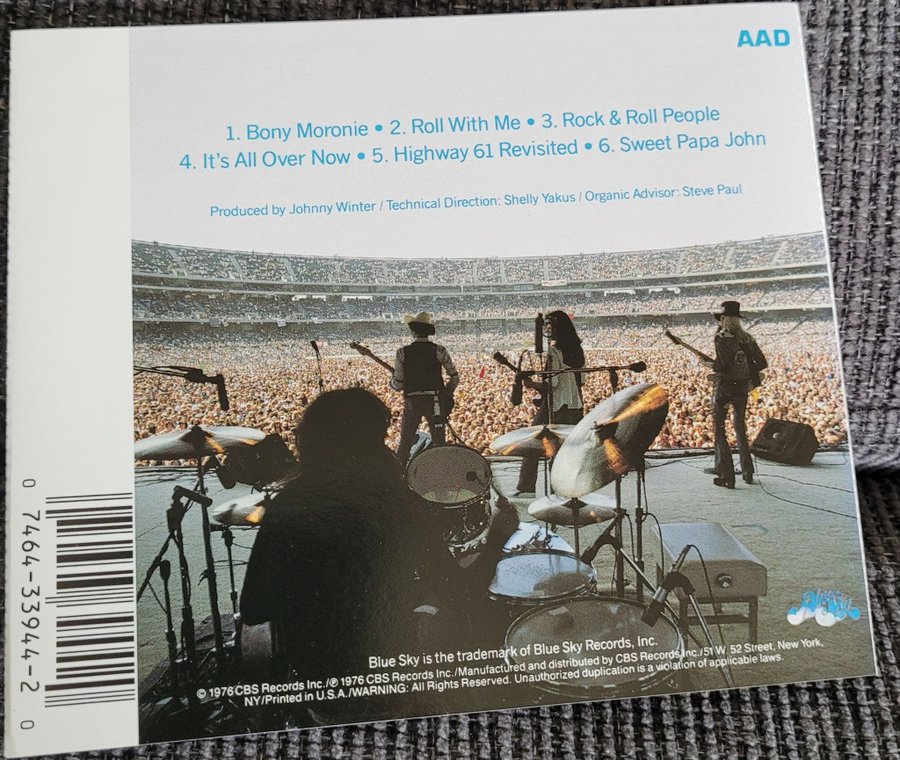 AAD
1. Bony Moronie • 2. Roll With Me • 3. Rock & Roll People
4. It's All Over Now • 5. Highway 61 Revisited • 6. Sweet Papa John
Produced by Johnny Winter / Technical Direction: Shelly Yakus / Organic Advisor: Steve Paul
0 7464-33944-2 0
Blue Sky
Blue Sky is the trademark of Blue Sky Records, Inc.
© 1976 CBS Records Inc./℗ 1976 CBS Records Inc./Manufactured and distributed by CBS Records Inc./51 W. 52 Street, New York,
NY/Printed in U.S.A./WARNING: All Rights Reserved. Unauthorized duplication is a violation of applicable laws.